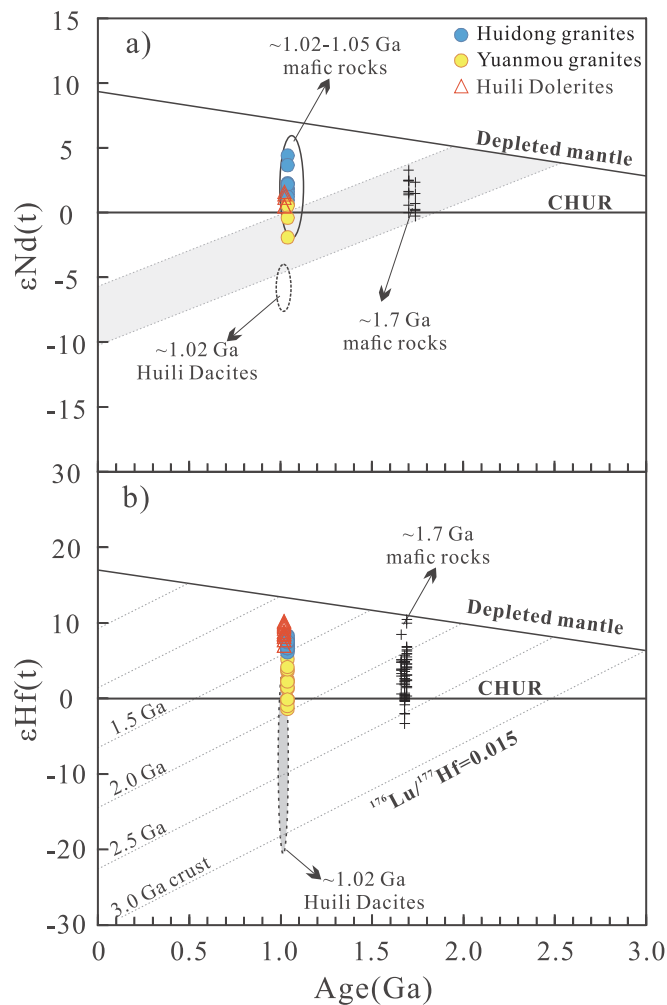 a)
~1.02-1.05 Ga
mafic rocks
Huidong granites
Yuanmou granites
Huili Dolerites
15
10
5
0
-5
-10
-15
εNd(t)
Depleted mantle
CHUR
~1.02 Ga
Huili Dacites
~1.7 Ga
mafic rocks
b)
30
20
10
0
-10
-20
-30
εHf(t)
~1.7 Ga
mafic rocks
Depleted mantle
CHUR
1.5 Ga
2.0 Ga
2.5 Ga
3.0 Ga crust
¹⁷⁶Lu/¹⁷⁷Hf=0.015
~1.02 Ga
Huili Dacites
0 0.5 1.0 1.5 2.0 2.5 3.0
Age(Ga)